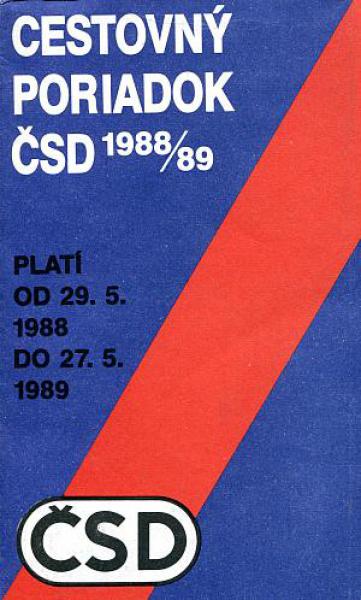 CESTOVNÝ
PORIADOK
ČSD 1988/89
PLATÍ
OD 29. 5.
1988
DO 27. 5.
1989
ČSD